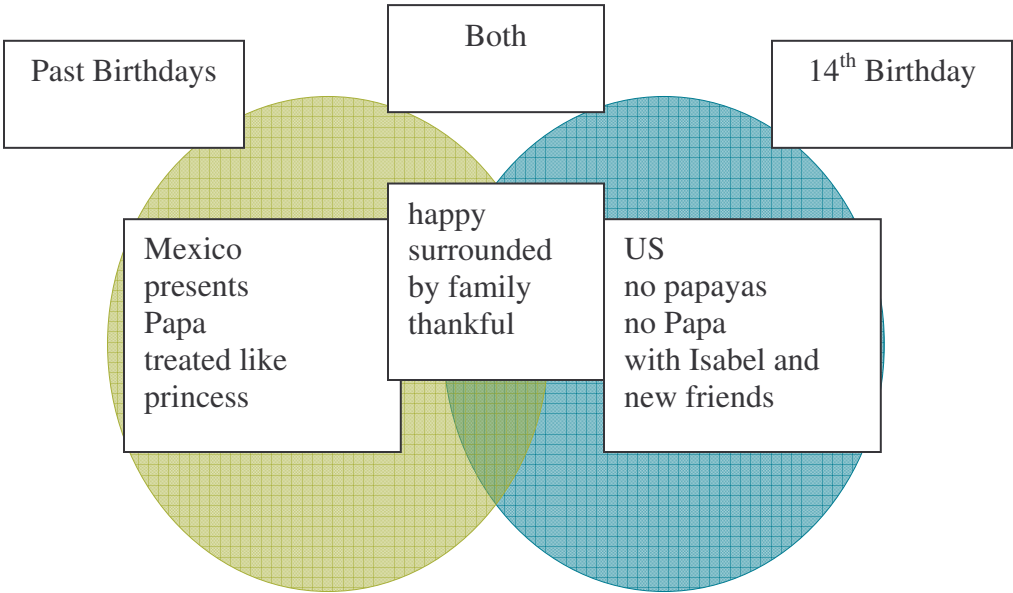 Both
Past Birthdays
14th Birthday
happy
surrounded
by family
thankful
Mexico
presents
Papa
treated like
princess
US
no papayas
no Papa
with Isabel and
new friends